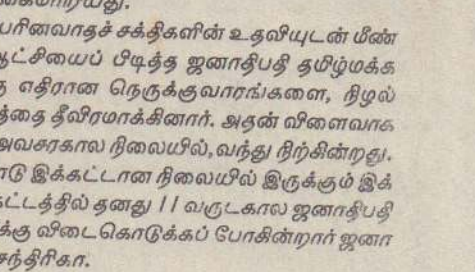 பரினவாதச் சக்திகளின் உதவியுடன் மீண்
ஆட்சியைப் பிடித்த ஜனாதிபதி தமிழ்மக்க
எதிரான நெருக்குவாரங்களை, நிழல்
த்தை தீவிரமாக்கினார். அதன் விளைவாக
அவசரகால நிலையில், வந்து நிற்கின்றது.
டு இக்கட்டான நிலையில் இருக்கும் இக்
கட்டத்தில் தனது 11 வருடகால ஜனாதிபதி
க்கு விடைகொடுக்கப் போகின்றார் ஜனா
சந்திரிகா.